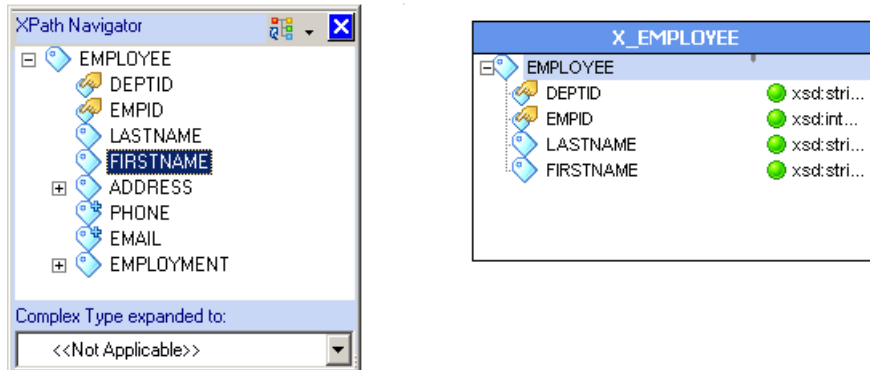 XPath Navigator
EMPLOYEE
DEPTID
EMPID
LASTNAME
FIRSTNAME
ADDRESS
PHONE
EMAIL
EMPLOYMENT
Complex Type expanded to:
<<Not Applicable>>
X_EMPLOYEE
EMPLOYEE
DEPTID xsd:stri...
EMPID xsd:int...
LASTNAME xsd:stri...
FIRSTNAME xsd:stri...